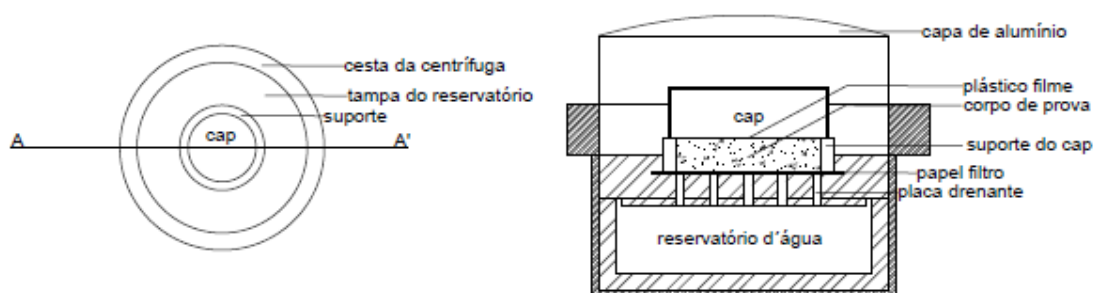 cesta da centrífuga
tampa do reservatório
suporte
cap
A
A'
capa de alumínio
plástico filme
corpo de prova
cap
suporte do cap
papel filtro
placa drenante
reservatório d´água